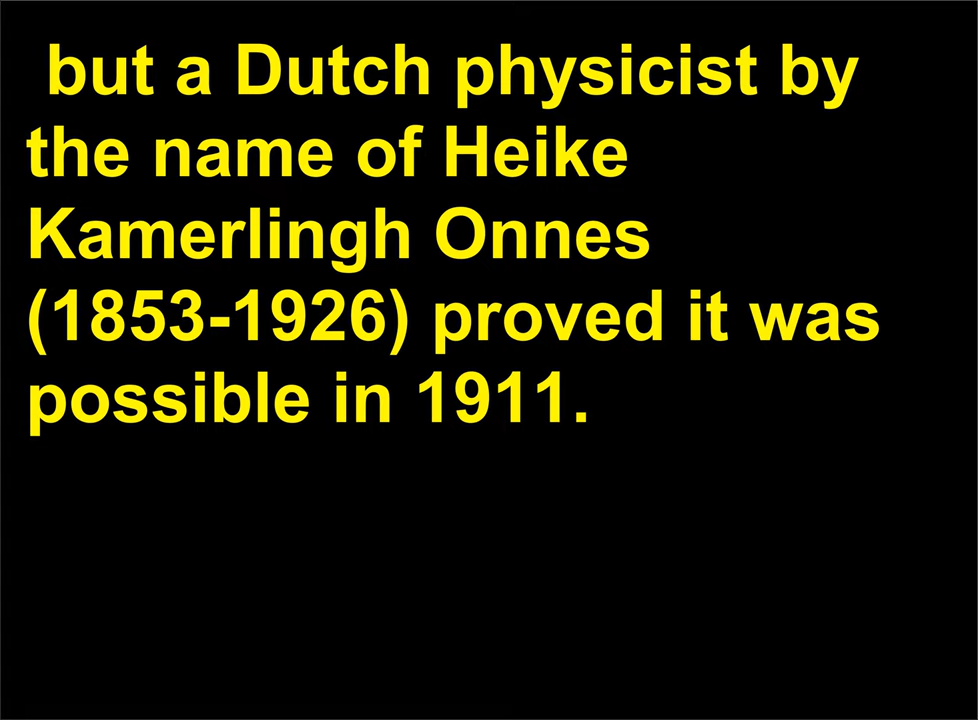 but a Dutch physicist by
the name of Heike
Kamerlingh Onnes
(1853-1926) proved it was
possible in 1911.